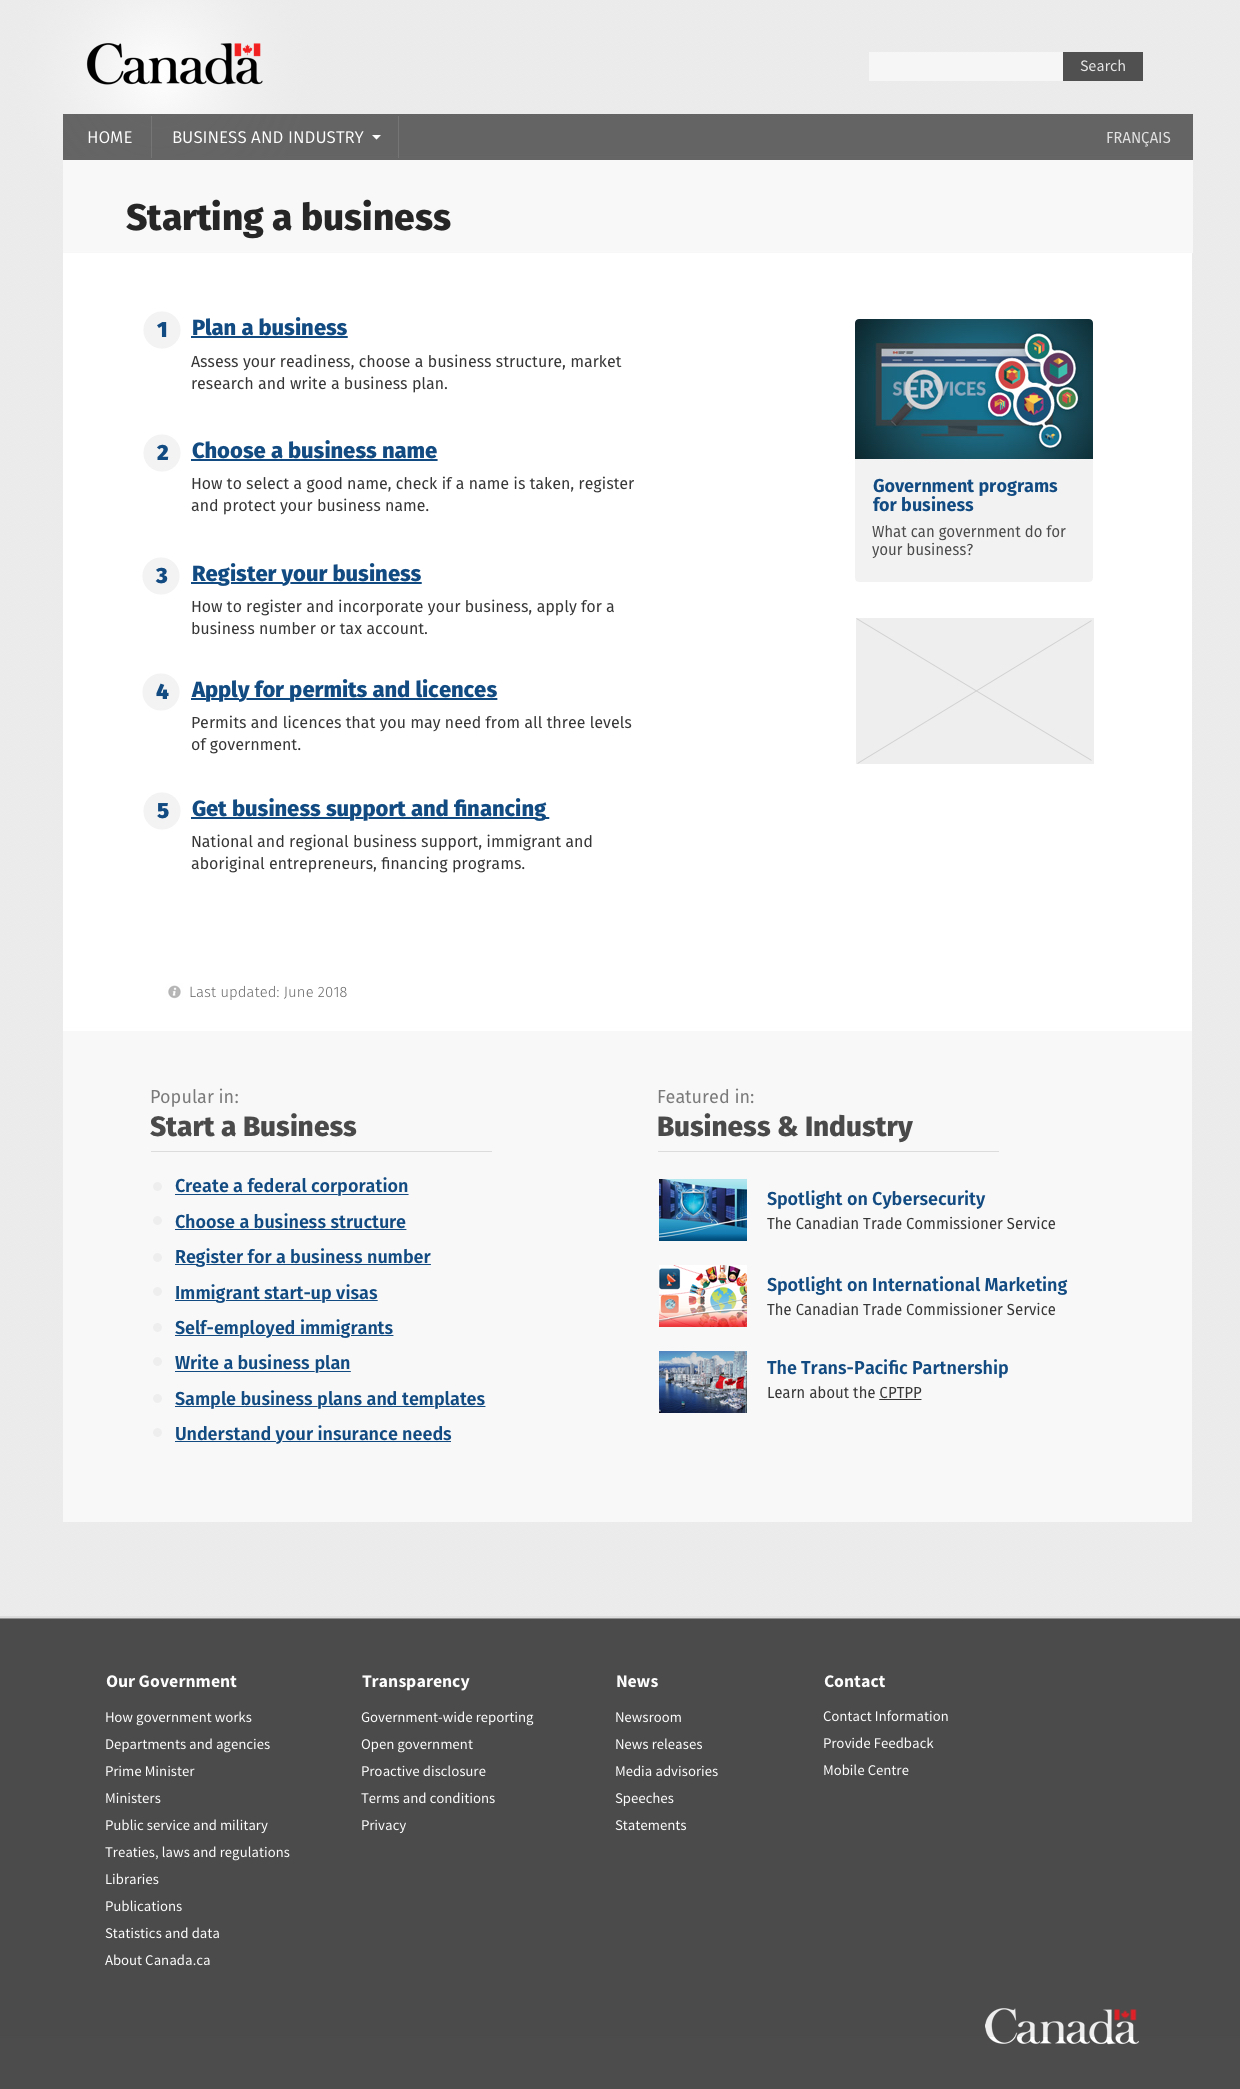 Canada
Search
HOME
BUSINESS AND INDUSTRY
FRANÇAIS
Starting a business
1
Plan a business
Assess your readiness, choose a business structure, market
research and write a business plan.
2
Choose a business name
How to select a good name, check if a name is taken, register
and protect your business name.
3
Register your business
How to register and incorporate your business, apply for a
business number or tax account.
4
Apply for permits and licences
Permits and licences that you may need from all three levels
of government.
5
Get business support and financing
National and regional business support, immigrant and
aboriginal entrepreneurs, financing programs.
SERVICES
Government programs
for business
What can government do for
your business?
Last updated: June 2018
Popular in:
Start a Business
Create a federal corporation
Choose a business structure
Register for a business number
Immigrant start-up visas
Self-employed immigrants
Write a business plan
Sample business plans and templates
Understand your insurance needs
Featured in:
Business & Industry
Spotlight on Cybersecurity
The Canadian Trade Commissioner Service
Spotlight on International Marketing
The Canadian Trade Commissioner Service
The Trans-Pacific Partnership
Learn about the CPTPP
Our Government
How government works
Departments and agencies
Prime Minister
Ministers
Public service and military
Treaties, laws and regulations
Libraries
Publications
Statistics and data
About Canada.ca
Transparency
Government-wide reporting
Open government
Proactive disclosure
Terms and conditions
Privacy
News
Newsroom
News releases
Media advisories
Speeches
Statements
Contact
Contact Information
Provide Feedback
Mobile Centre
Canada